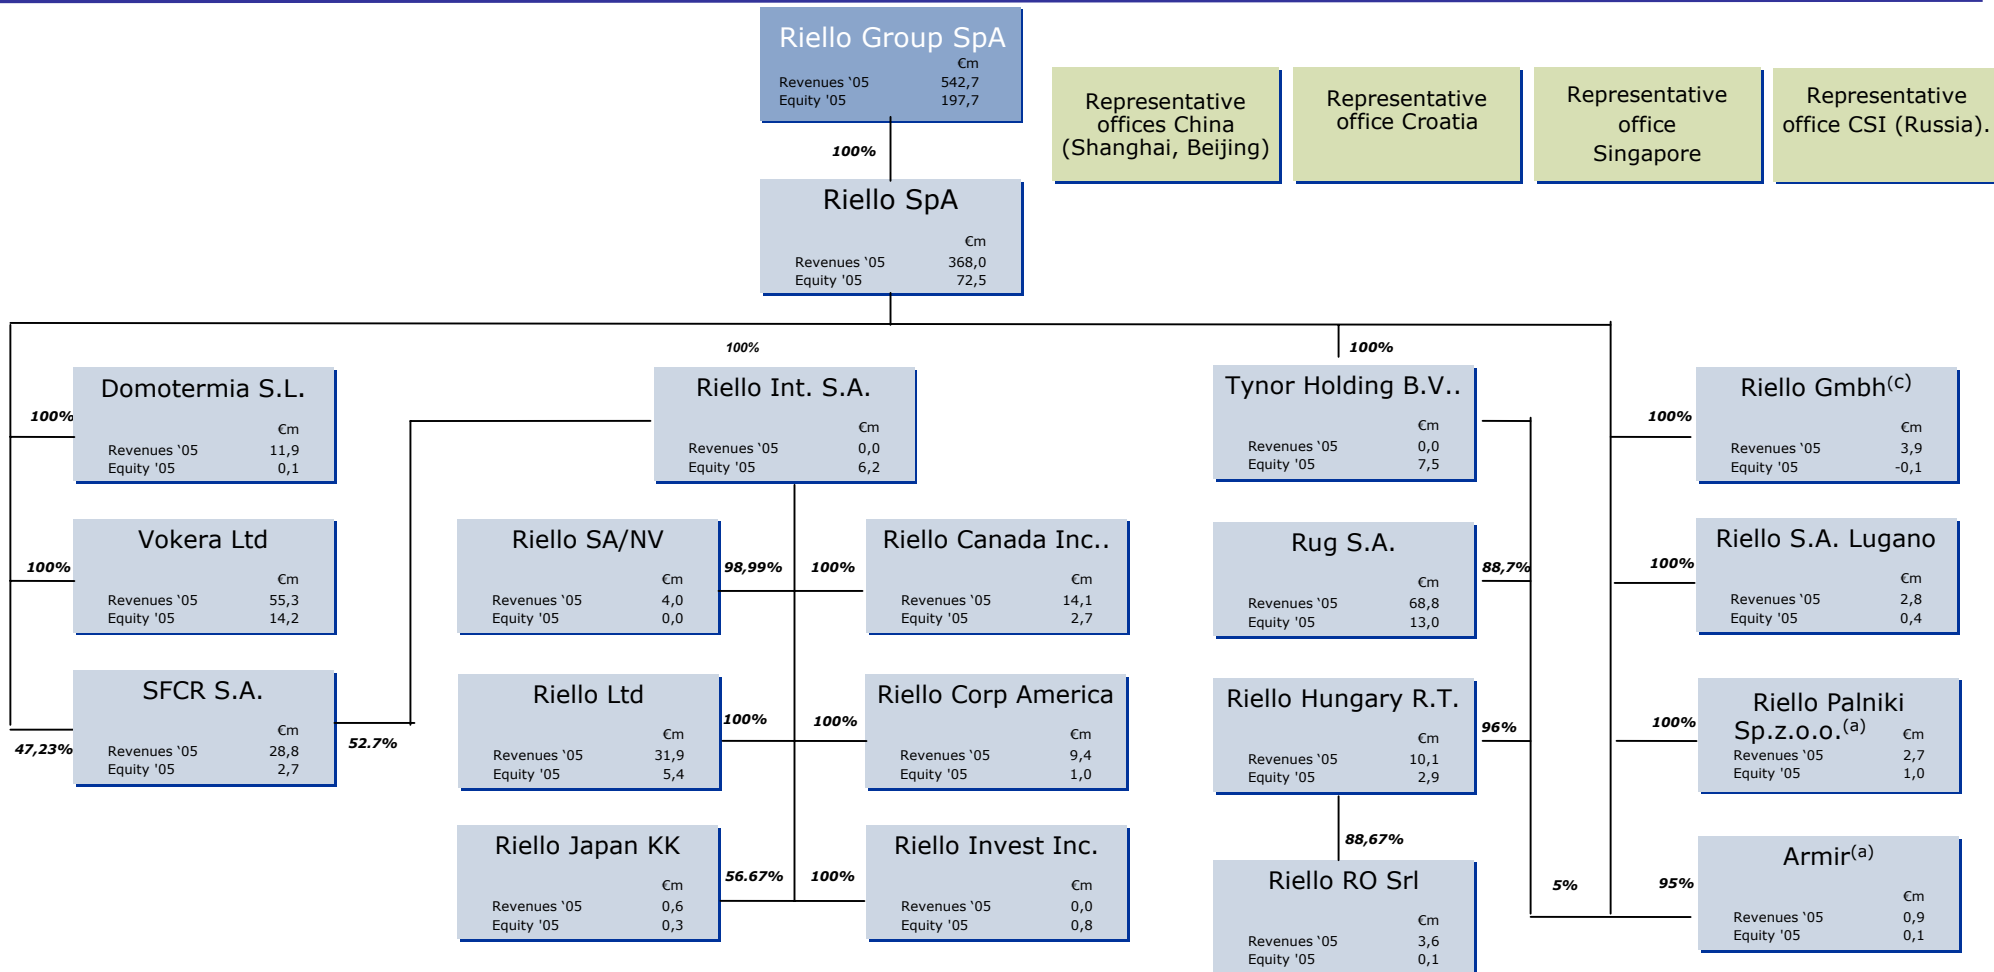 Riello Group SpA
€m
Revenues ‘05 542,7
Equity '05 197,7
Representative
offices China
(Shanghai, Beijing)
Representative
office Croatia
Representative
office
Singapore
Representative
office CSI (Russia).
100%
Riello SpA
€m
Revenues ‘05 368,0
Equity '05 72,5
100%
100%
Domotermia S.L.
€m
Revenues ‘05 11,9
Equity '05 0,1
100%
Riello Int. S.A.
€m
Revenues ‘05 0,0
Equity '05 6,2
Tynor Holding B.V..
€m
Revenues ‘05 0,0
Equity '05 7,5
100%
Riello Gmbh(c)
€m
Revenues ‘05 3,9
Equity '05 -0,1
100%
Vokera Ltd
€m
Revenues ‘05 55,3
Equity '05 14,2
Riello SA/NV
€m
Revenues ‘05 4,0
Equity '05 0,0
98,99%
100%
Riello Canada Inc..
€m
Revenues ‘05 14,1
Equity '05 2,7
Rug S.A.
€m
Revenues ‘05 68,8
Equity '05 13,0
88,7%
100%
Riello S.A. Lugano
€m
Revenues ‘05 2,8
Equity '05 0,4
47,23%
SFCR S.A.
€m
Revenues ‘05 28,8
Equity '05 2,7
52.7%
Riello Ltd
€m
Revenues ‘05 31,9
Equity '05 5,4
100%
100%
Riello Corp America
€m
Revenues ‘05 9,4
Equity '05 1,0
Riello Hungary R.T.
€m
Revenues ‘05 10,1
Equity '05 2,9
96%
100%
Riello Palniki
Sp.z.o.o.(a) €m
Revenues ‘05 2,7
Equity '05 1,0
Riello Japan KK
€m
Revenues ‘05 0,6
Equity '05 0,3
56.67%
100%
Riello Invest Inc.
€m
Revenues ‘05 0,0
Equity '05 0,8
88,67%
Riello RO Srl
€m
Revenues ‘05 3,6
Equity '05 0,1
5%
95%
Armir(a)
€m
Revenues ‘05 0,9
Equity '05 0,1